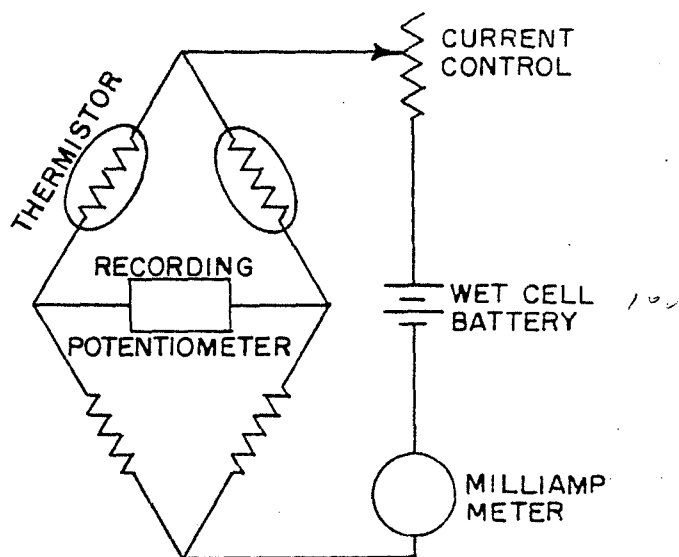 CURRENT
CONTROL
THERMISTOR
RECORDING
POTENTIOMETER
WET CELL
BATTERY
MILLIAMP
METER